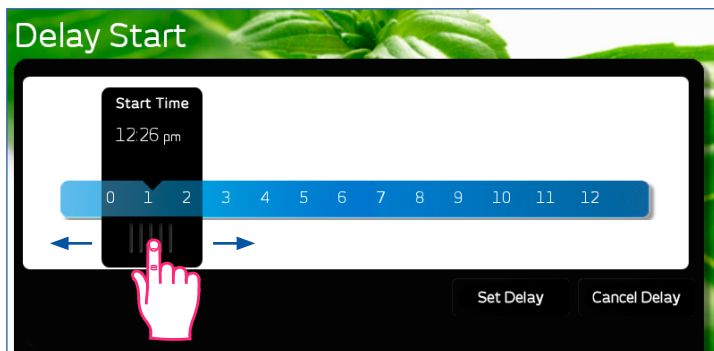 Delay Start
Start Time
12:26 pm
0 1 2 3 4 5 6 7 8 9 10 11 12
Set Delay Cancel Delay